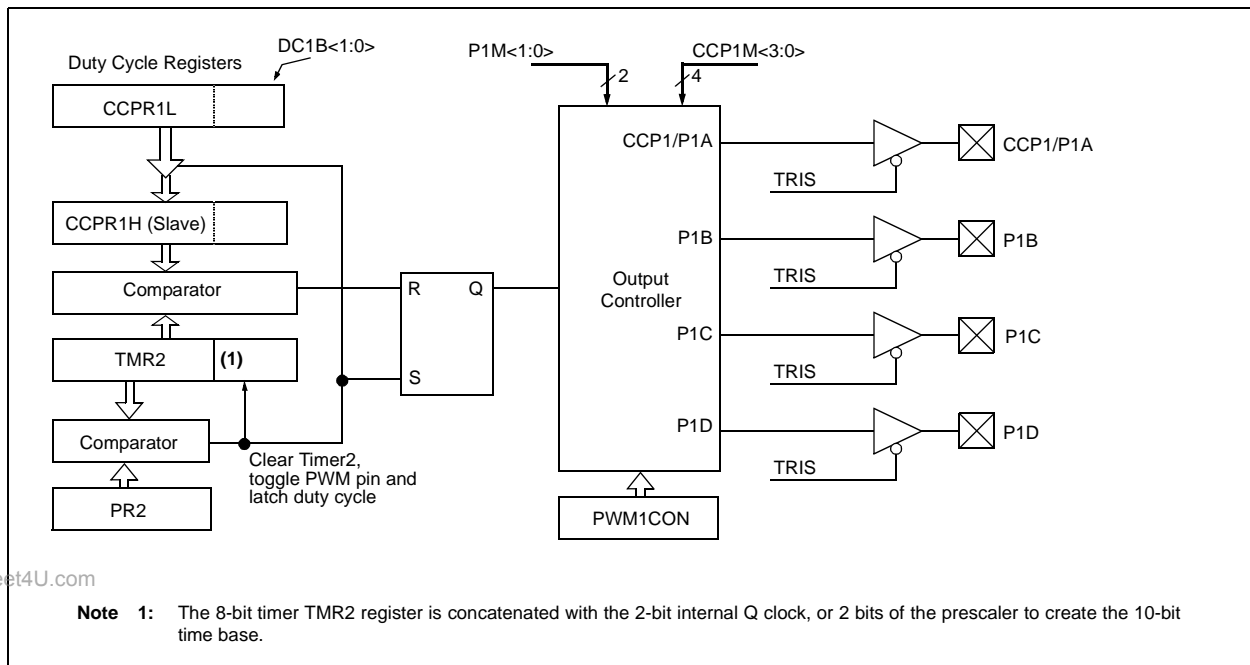 DC1B<1:0>
Duty Cycle Registers
CCPR1L
CCPR1H (Slave)
Comparator
TMR2
(1)
Comparator
PR2
Clear Timer2,
toggle PWM pin and
latch duty cycle
R
Q
S
P1M<1:0>
2
CCP1M<3:0>
4
Output
Controller
CCP1/P1A
P1B
P1C
P1D
PWM1CON
TRIS
CCP1/P1A
TRIS
P1B
TRIS
P1C
TRIS
P1D
et4U.com
Note 1: The 8-bit timer TMR2 register is concatenated with the 2-bit internal Q clock, or 2 bits of the prescaler to create the 10-bit
time base.